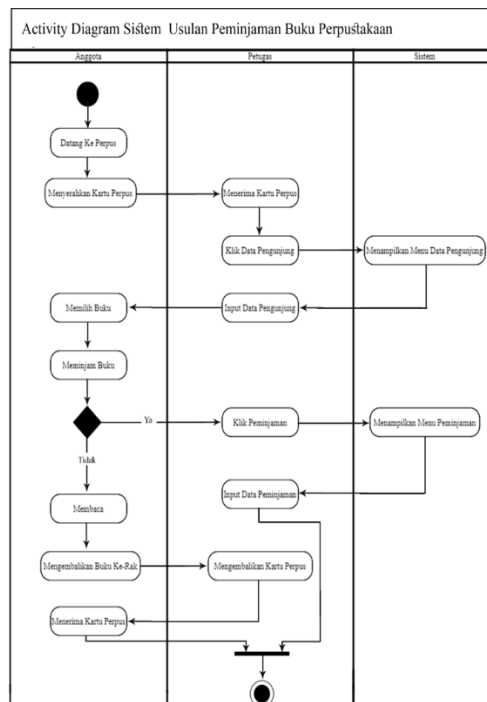 Activity Diagram Sistem Usulan Peminjaman Buku Perpustakaan
Anggota
Petugas
Sistem
Datang Ke Perpus
Menyerahkan Kartu Perpus
Menerima Kartu Perpus
Klik Data Pengunjung
Menampilkan Menu Data Pengunjung
Memilih Buku
Input Data Pengunjung
Meminjam Buku
Ya
Klik Peminjaman
Menampilkan Menu Peminjaman
Tidak
Input Data Peminjaman
Membaca
Mengembalikan Buku Ke-Rak
Mengembalikan Kartu Perpus
Menerima Kartu Perpus